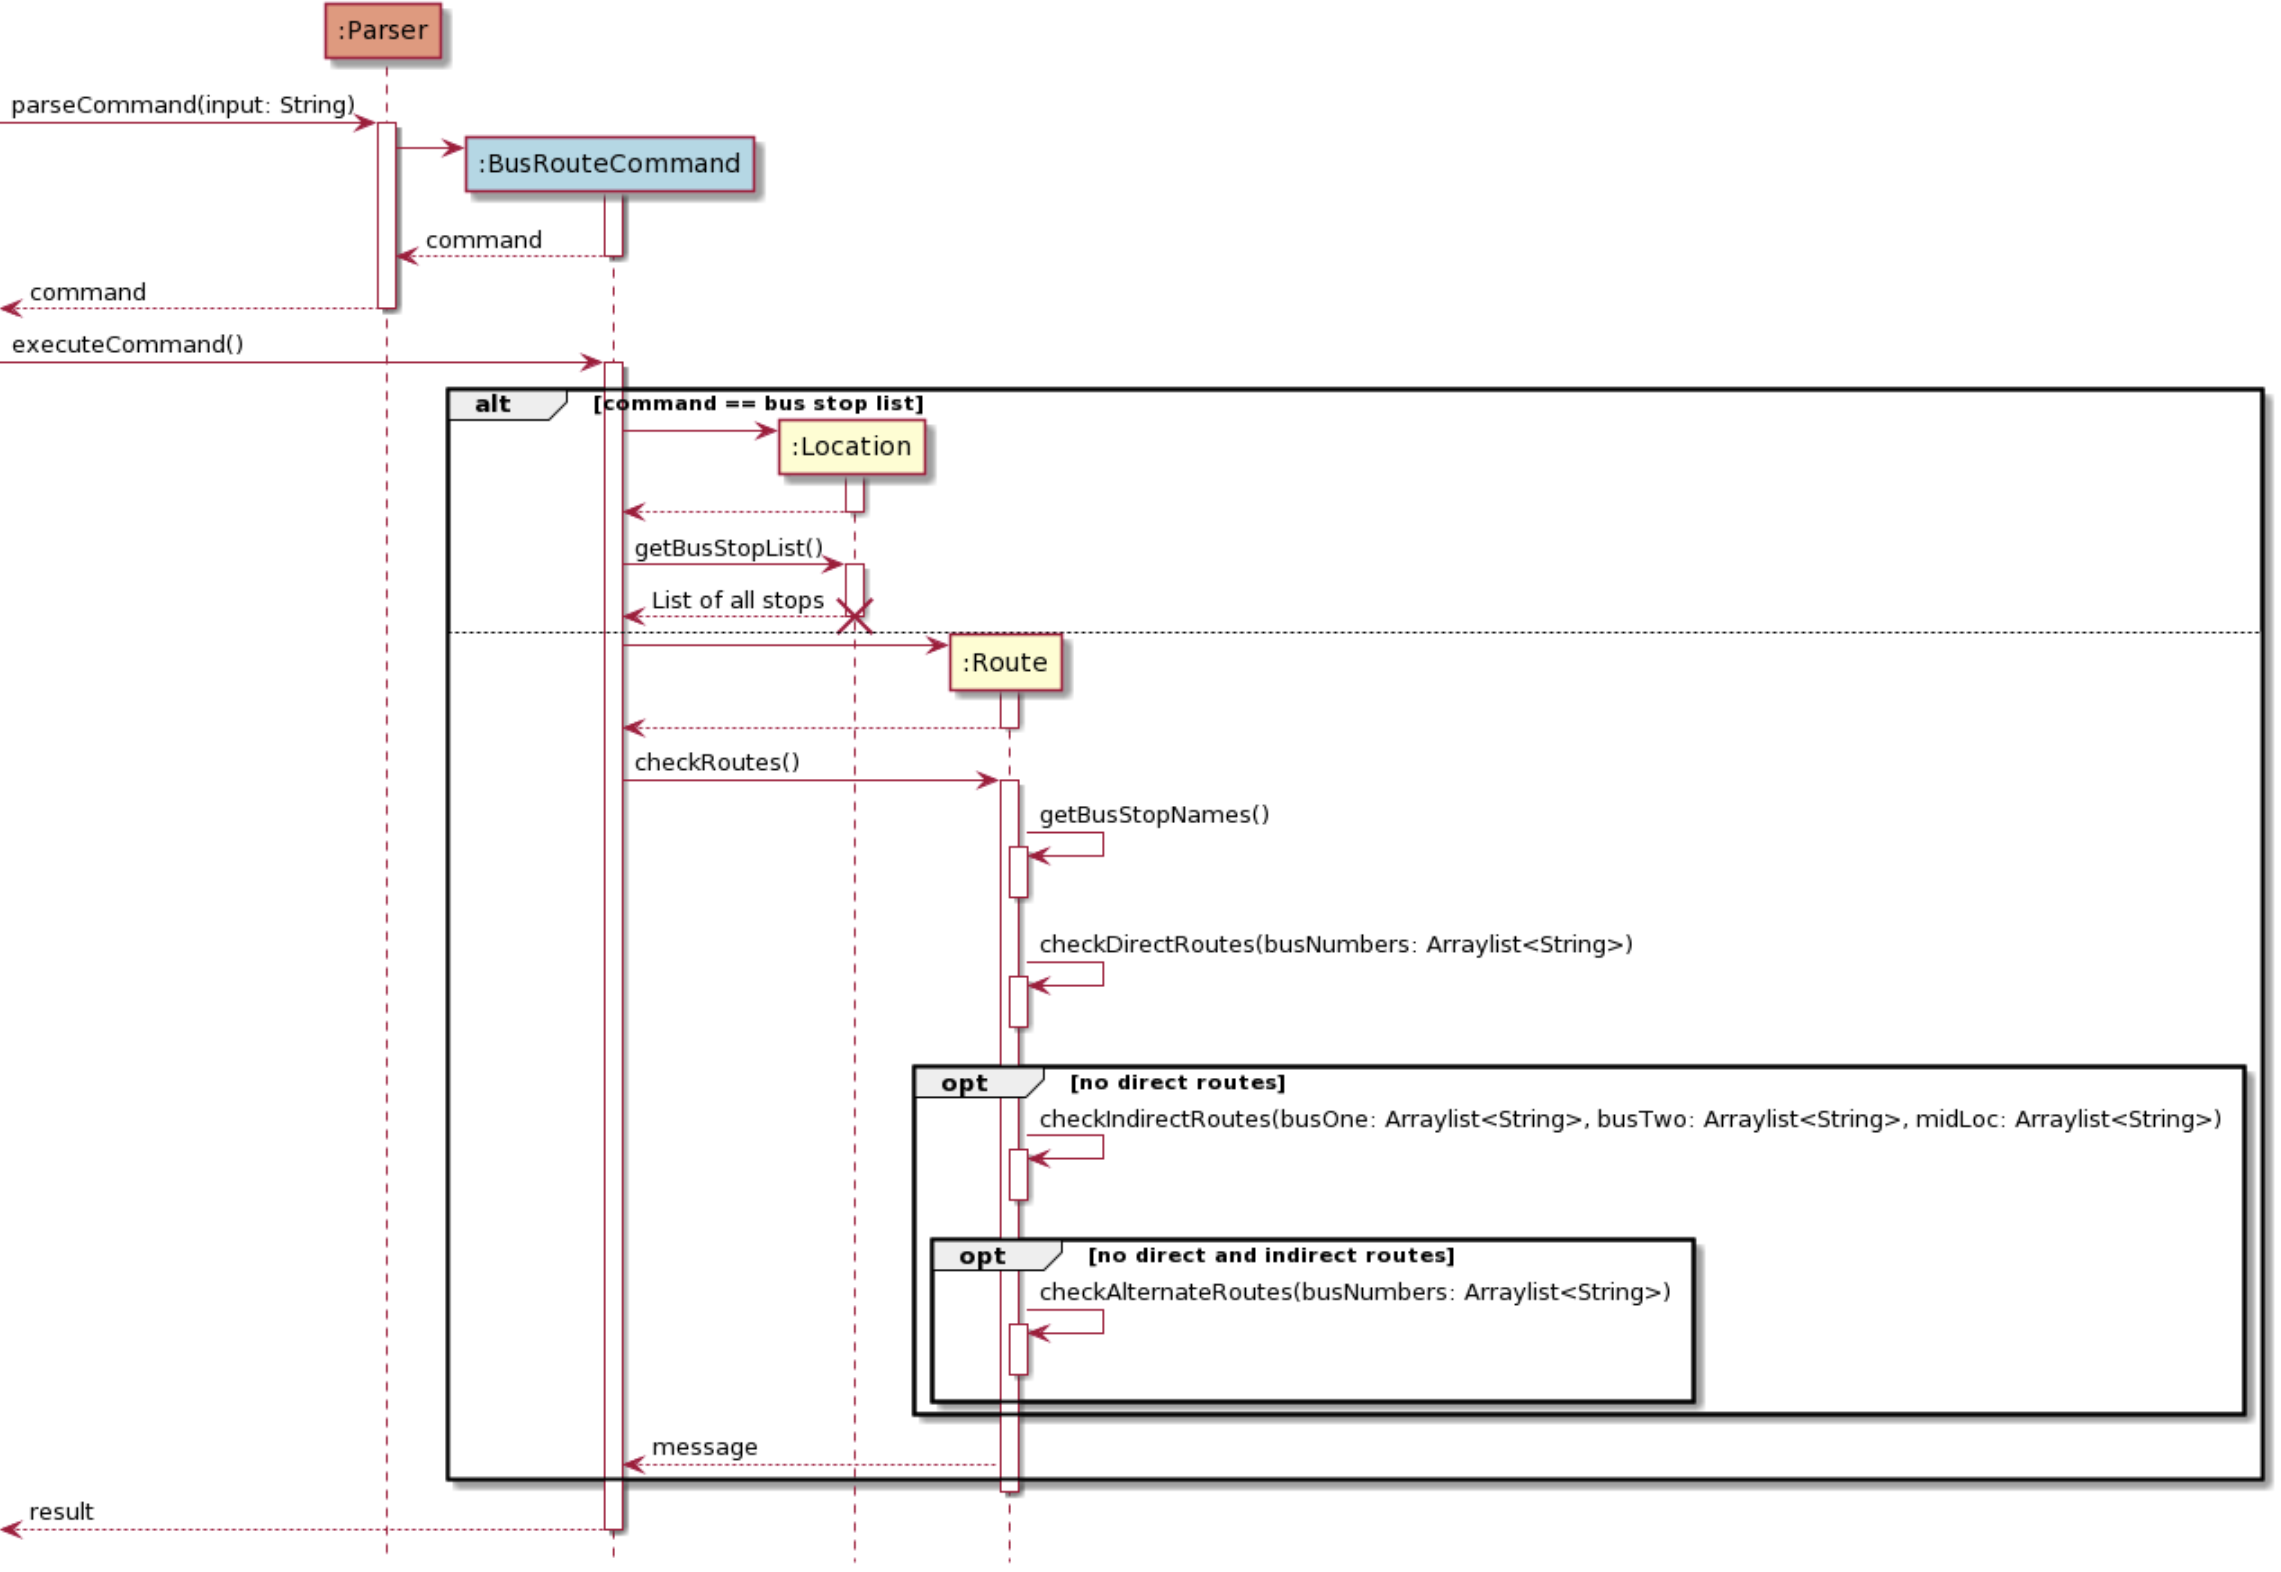 :Parser
parseCommand(input: String)
:BusRouteCommand
command
command
executeCommand()
alt [command == bus stop list]
:Location
getBusStopList()
List of all stops
:Route
checkRoutes()
getBusStopNames()
checkDirectRoutes(busNumbers: Arraylist<String>)
opt [no direct routes]
checkIndirectRoutes(busOne: Arraylist<String>, busTwo: Arraylist<String>, midLoc: Arraylist<String>)
opt [no direct and indirect routes]
checkAlternateRoutes(busNumbers: Arraylist<String>)
message
result